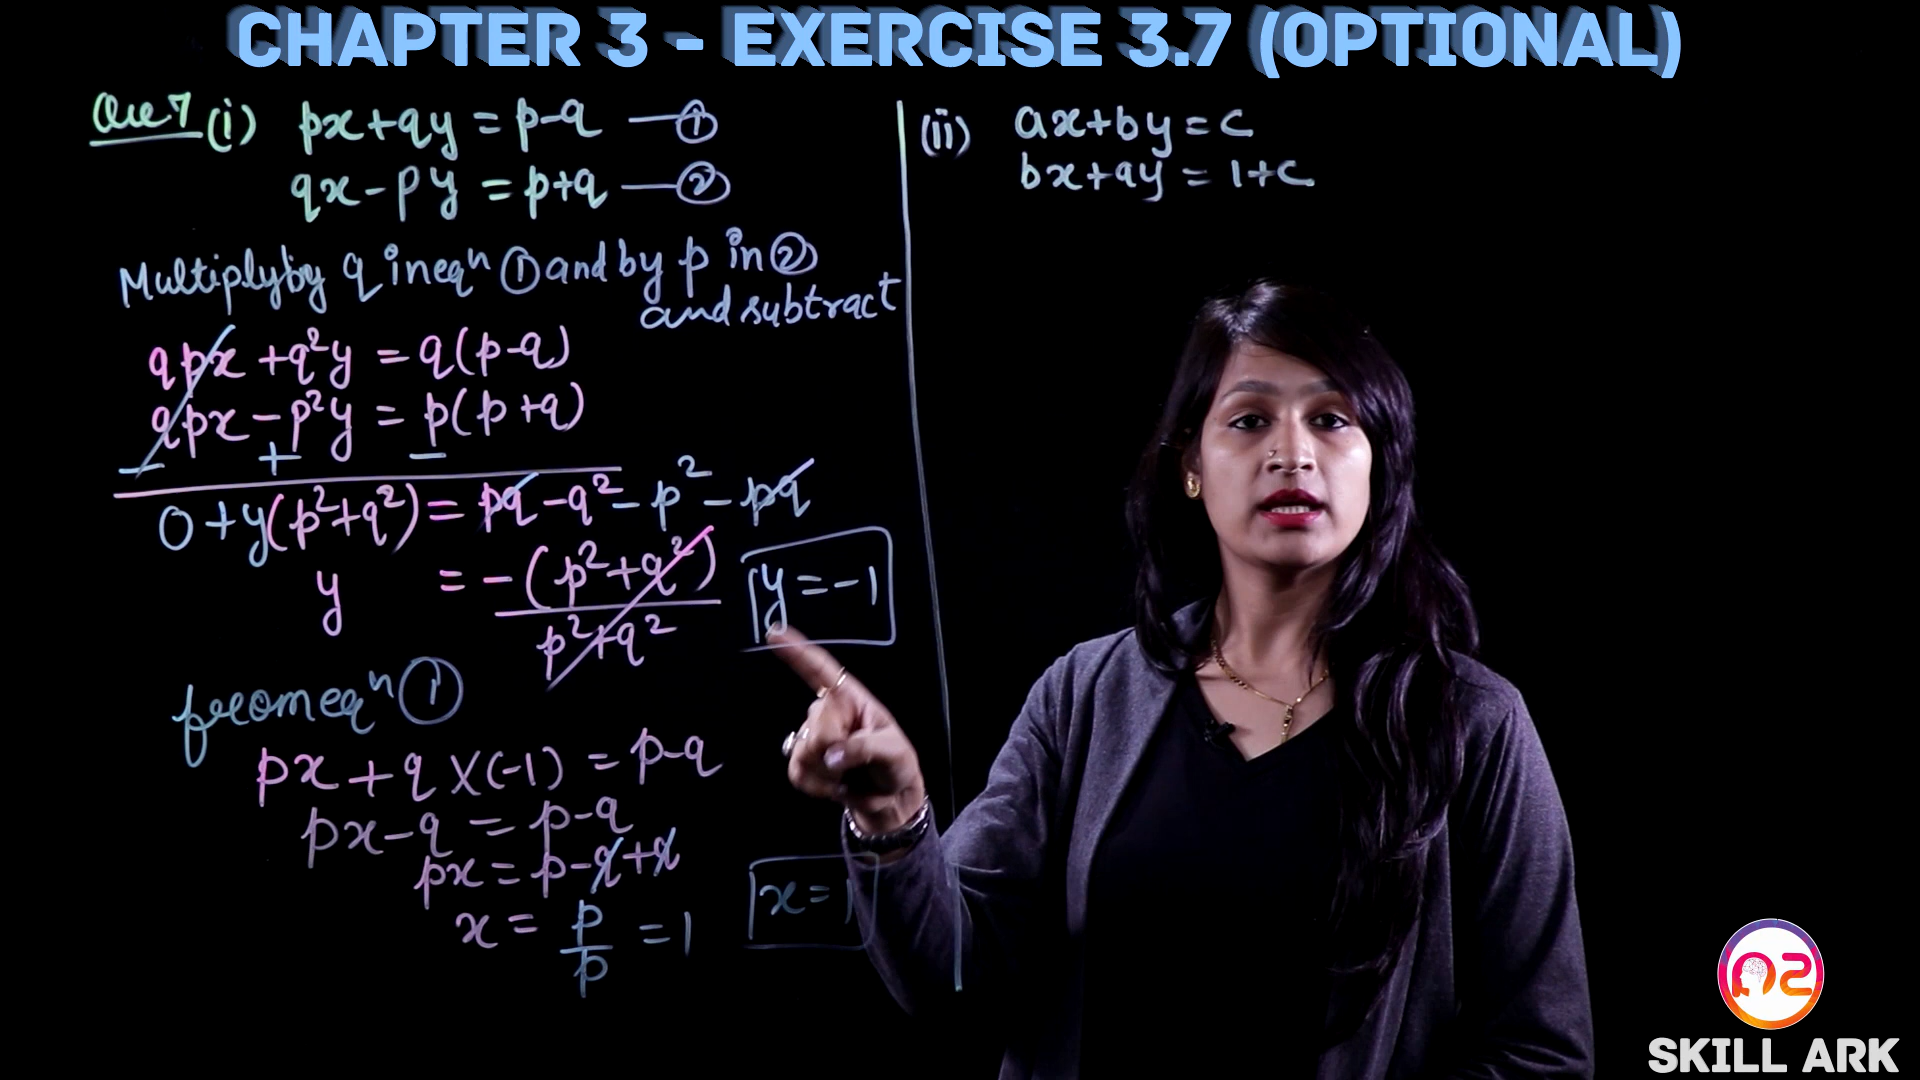 CHAPTER 3 - EXERCISE 3.7 (OPTIONAL)
Que 7 (i) px+qy = p-q — ①
qx-py = p+q — ②
Multiply by q in eqⁿ ① and by p in ②
and subtract
qpx + q²y = q(p-q)
qpx - p²y = p(p+q)
- + -
0+y(p²+q²) = pq - q² - p² - pq
y = -(p²+q²)
p²+q²
y = -1
from eqⁿ ①
px + q x(-1) = p-q
px-q = p-q
px = p-q+q
x = p
p
= 1
x = 1
(ii) ax+by = c
bx+ay = 1+c
SKILL ARK